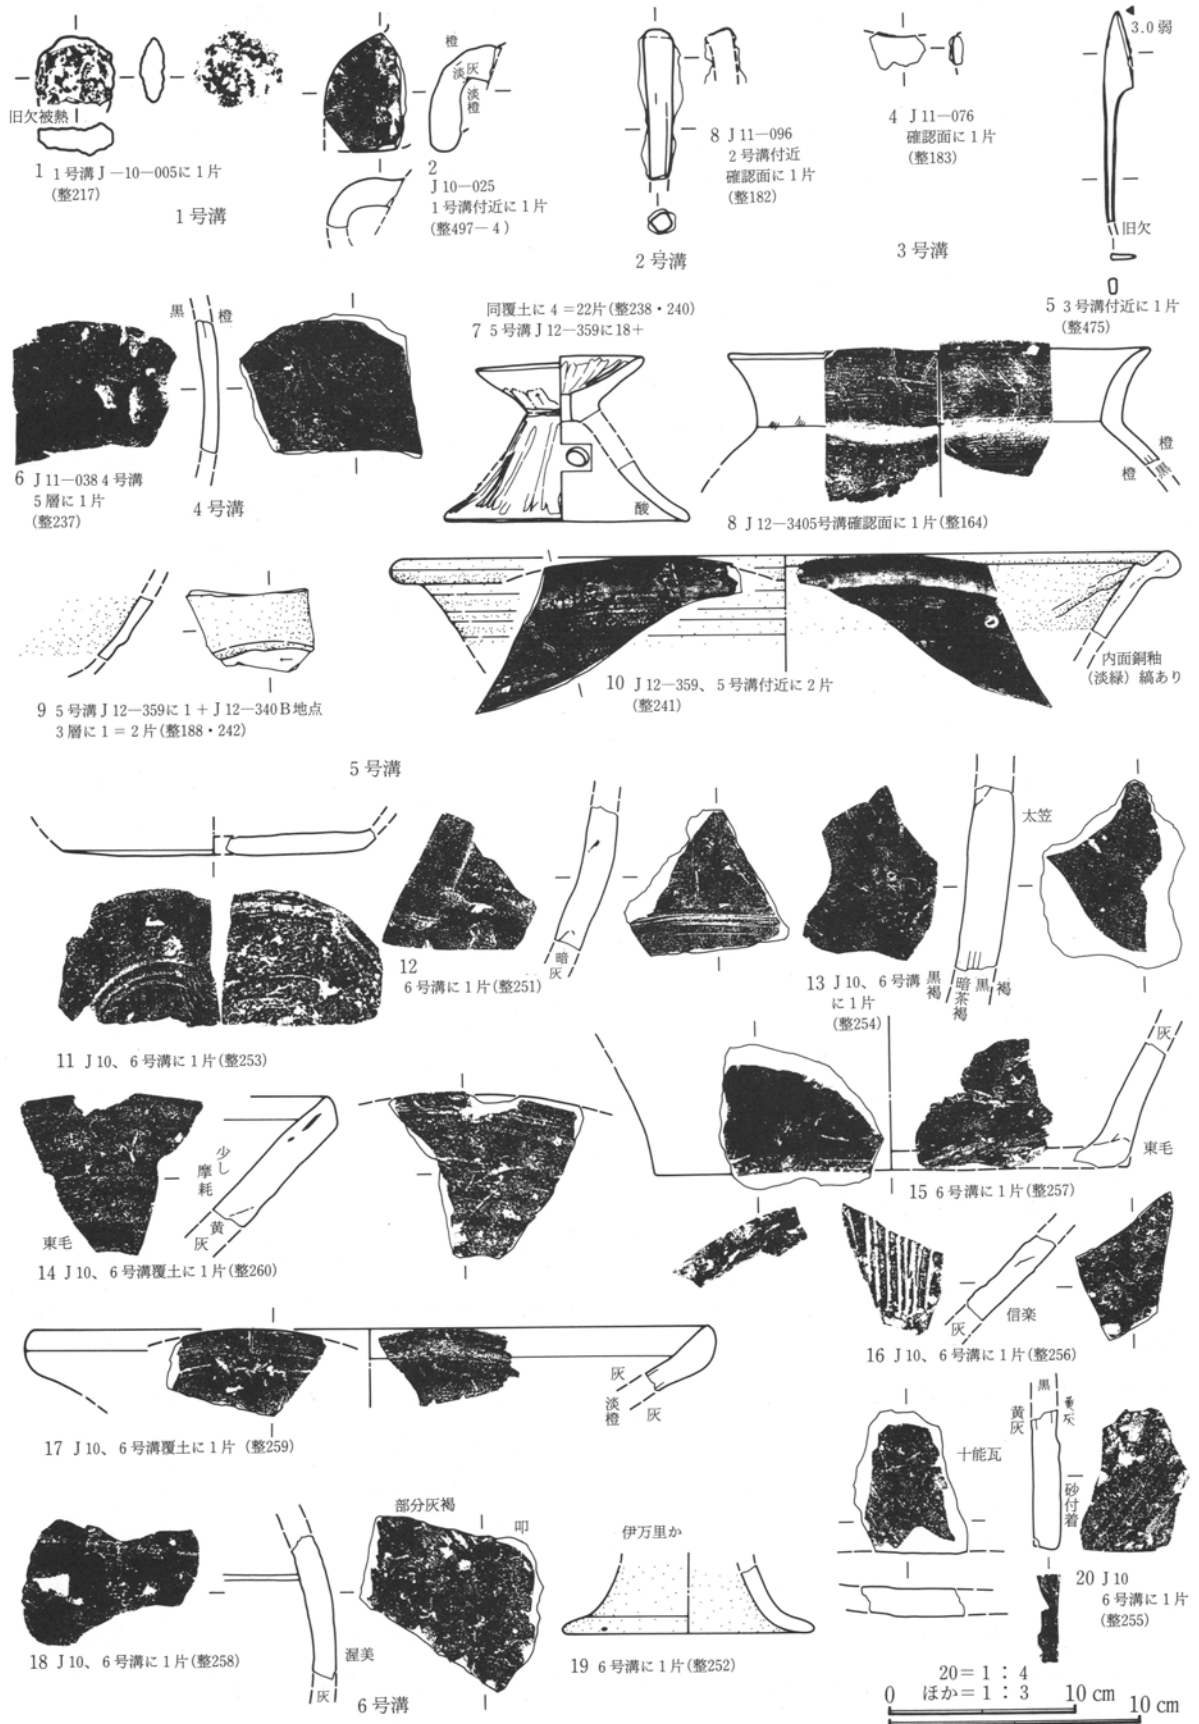 旧欠被熱
1 1号溝J－10－005に1片
(整217)
1号溝
橙
淡灰
淡橙
2
J10－025
1号溝付近に1片
(整497－4)
8 J11－096
2号溝付近
確認面に1片
(整182)
2号溝
4 J11－076
確認面に1片
(整183)
3号溝
3.0弱
旧欠
5 3号溝付近に1片
(整475)
黒
橙
6 J11－038 4号溝
5層に1片
(整237)
4号溝
同覆土に4＝22片(整238・240)
7 5号溝J12－359に18＋
酸
橙
橙
黒
8 J12－3405号溝確認面に1片(整164)
9 5号溝J12－359に1＋J12－340B地点
3層に1＝2片(整188・242)
10 J12－359、5号溝付近に2片
(整241)
内面銅釉
(淡緑)縞あり
5号溝
11 J10、6号溝に1片(整253)
暗灰
12
6号溝に1片(整251)
太笠
黒褐
暗茶褐
黒
褐
13 J10、6号溝
に1片
(整254)
少し
摩耗
黄
灰
東毛
14 J10、6号溝覆土に1片(整260)
灰
東毛
15 6号溝に1片(整257)
灰
信楽
16 J10、6号溝に1片(整256)
灰
淡橙
灰
17 J10、6号溝覆土に1片(整259)
部分灰褐
叩
渥美
灰
18 J10、6号溝に1片(整258)
6号溝
伊万里か
19 6号溝に1片(整252)
十能瓦
黄灰
黒
黄灰
砂付着
20 J10
6号溝に1片
(整255)
20＝1：4
ほか＝1：3
0 10cm 10cm